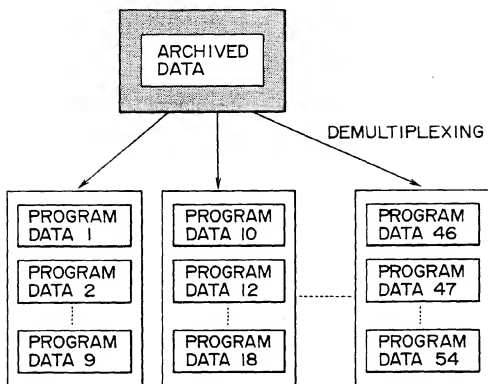 ARCHIVED
DATA
DEMULTIPLEXING
PROGRAM
DATA 1
PROGRAM
DATA 2
PROGRAM
DATA 9
PROGRAM
DATA 10
PROGRAM
DATA 12
PROGRAM
DATA 18
PROGRAM
DATA 46
PROGRAM
DATA 47
PROGRAM
DATA 54